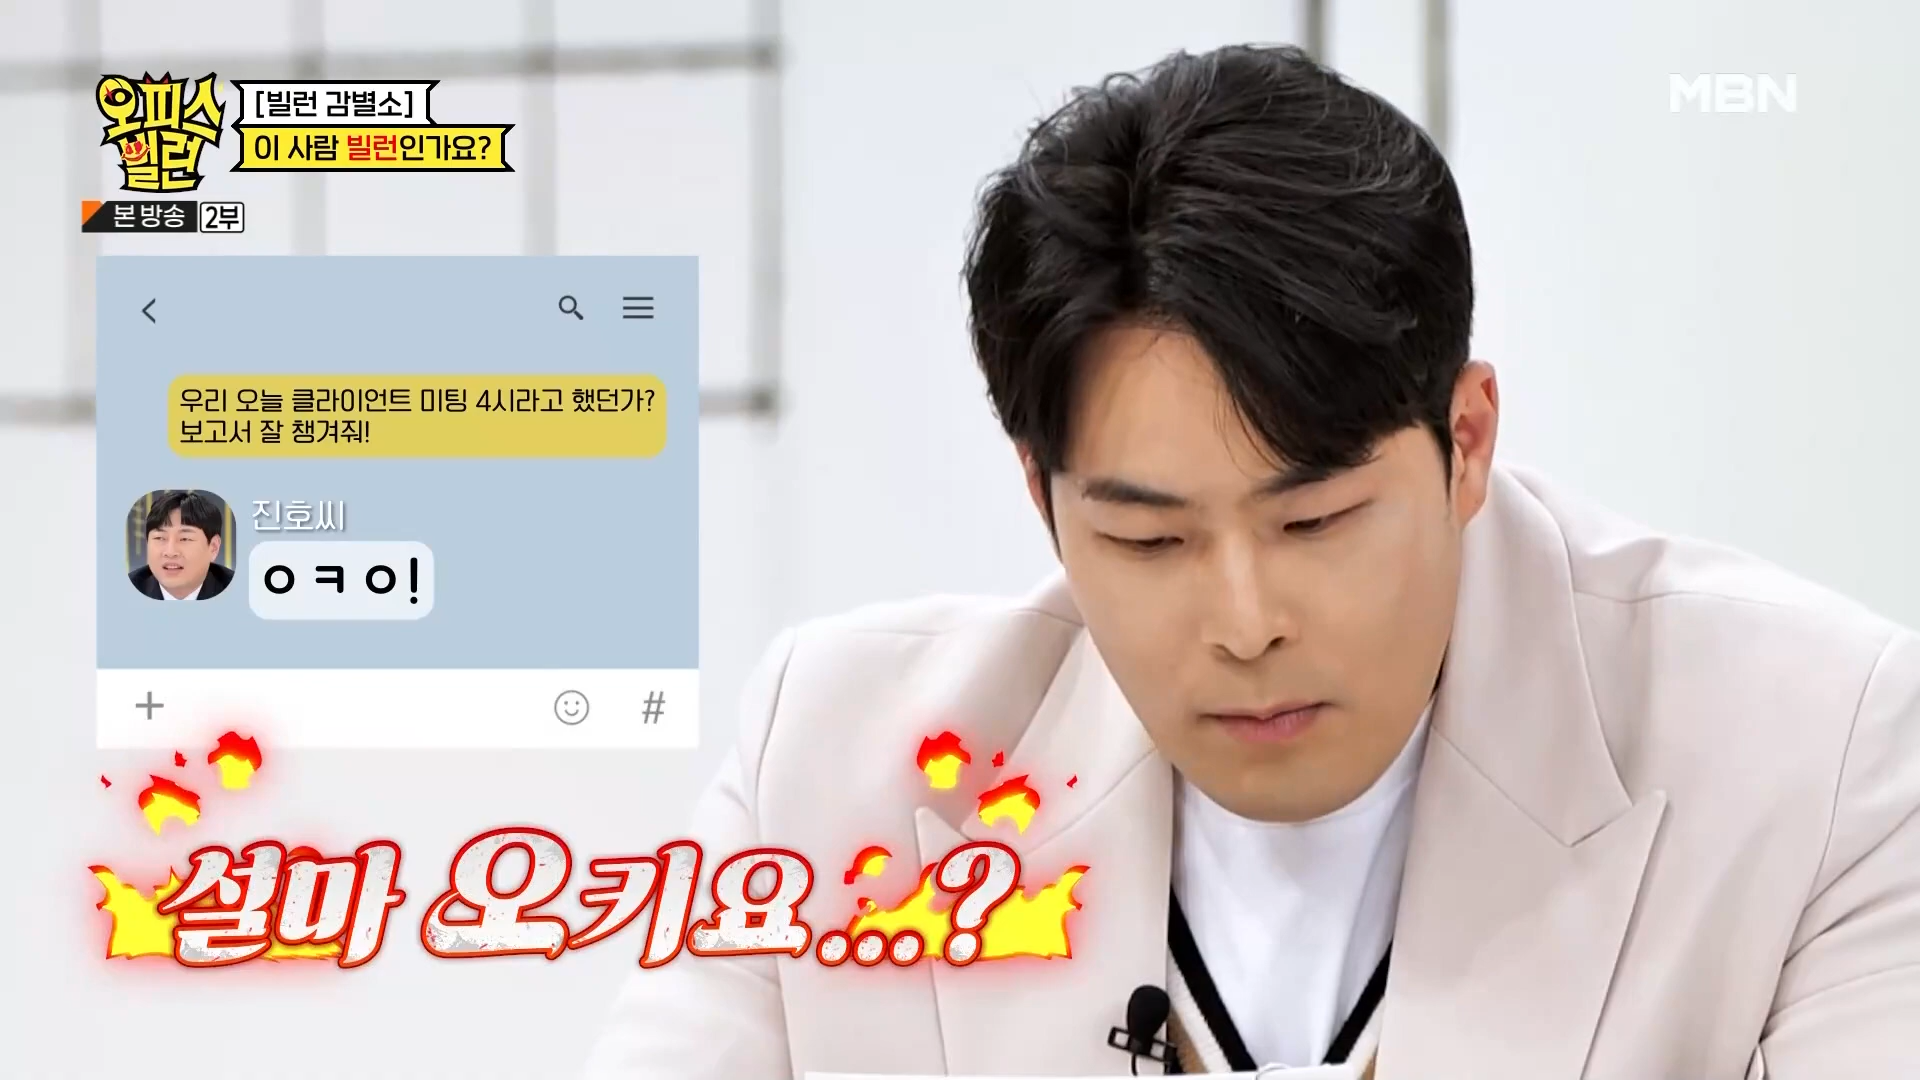 오피스
빌런
[빌런 감별소]
이 사람 빌런인가요?
본방송 2부
MBN
우리 오늘 클라이언트 미팅 4시라고 했던가?
보고서 잘 챙겨줘!
진호씨
ㅇㅋㅇ!
설마 오키요...?